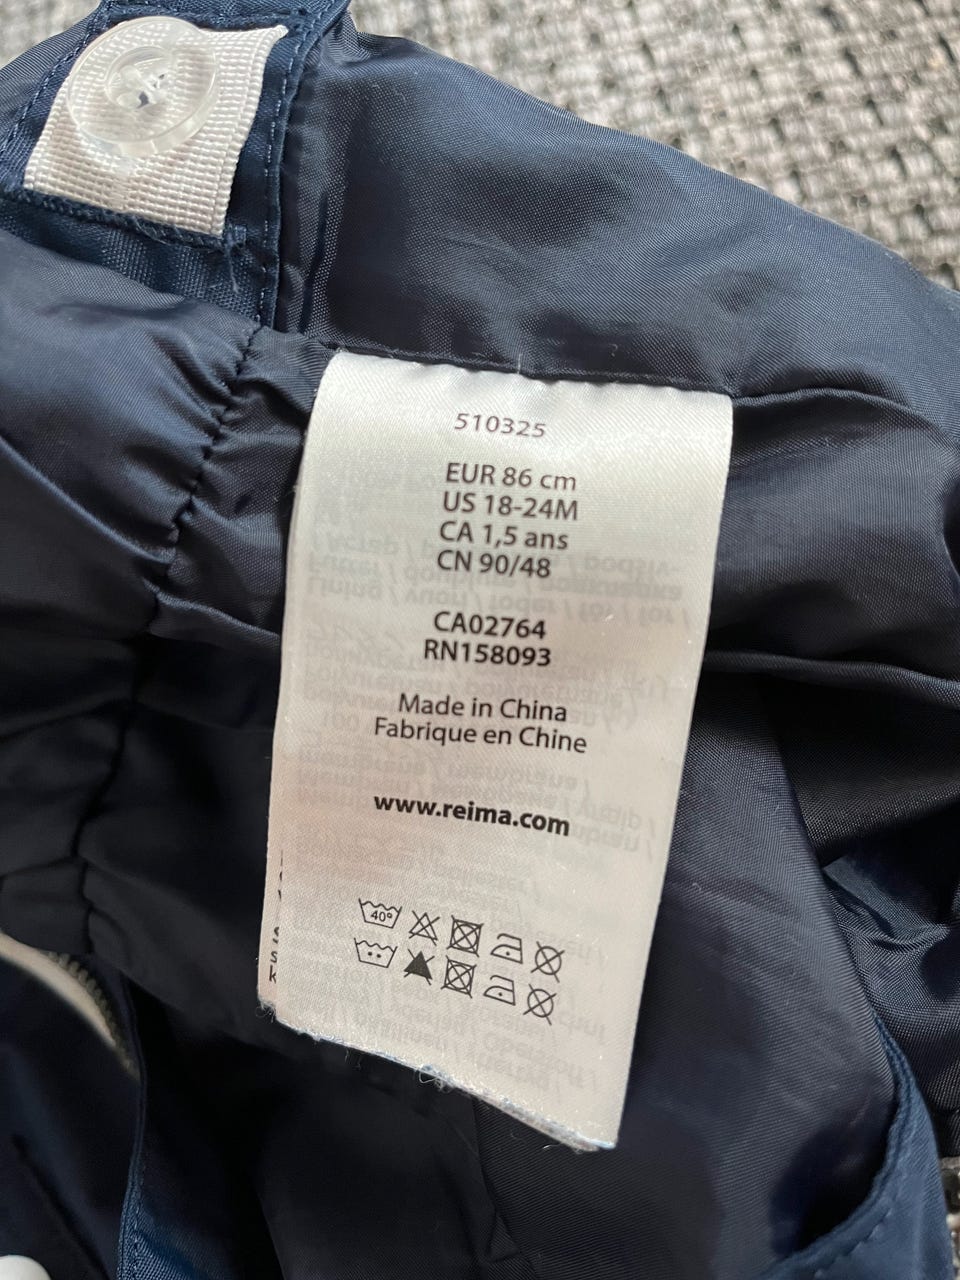 510325
EUR 86 cm
US 18-24M
CA 1,5 ans
CN 90/48
CA02764
RN158093
Made in China
Fabrique en Chine
www.reima.com
40°